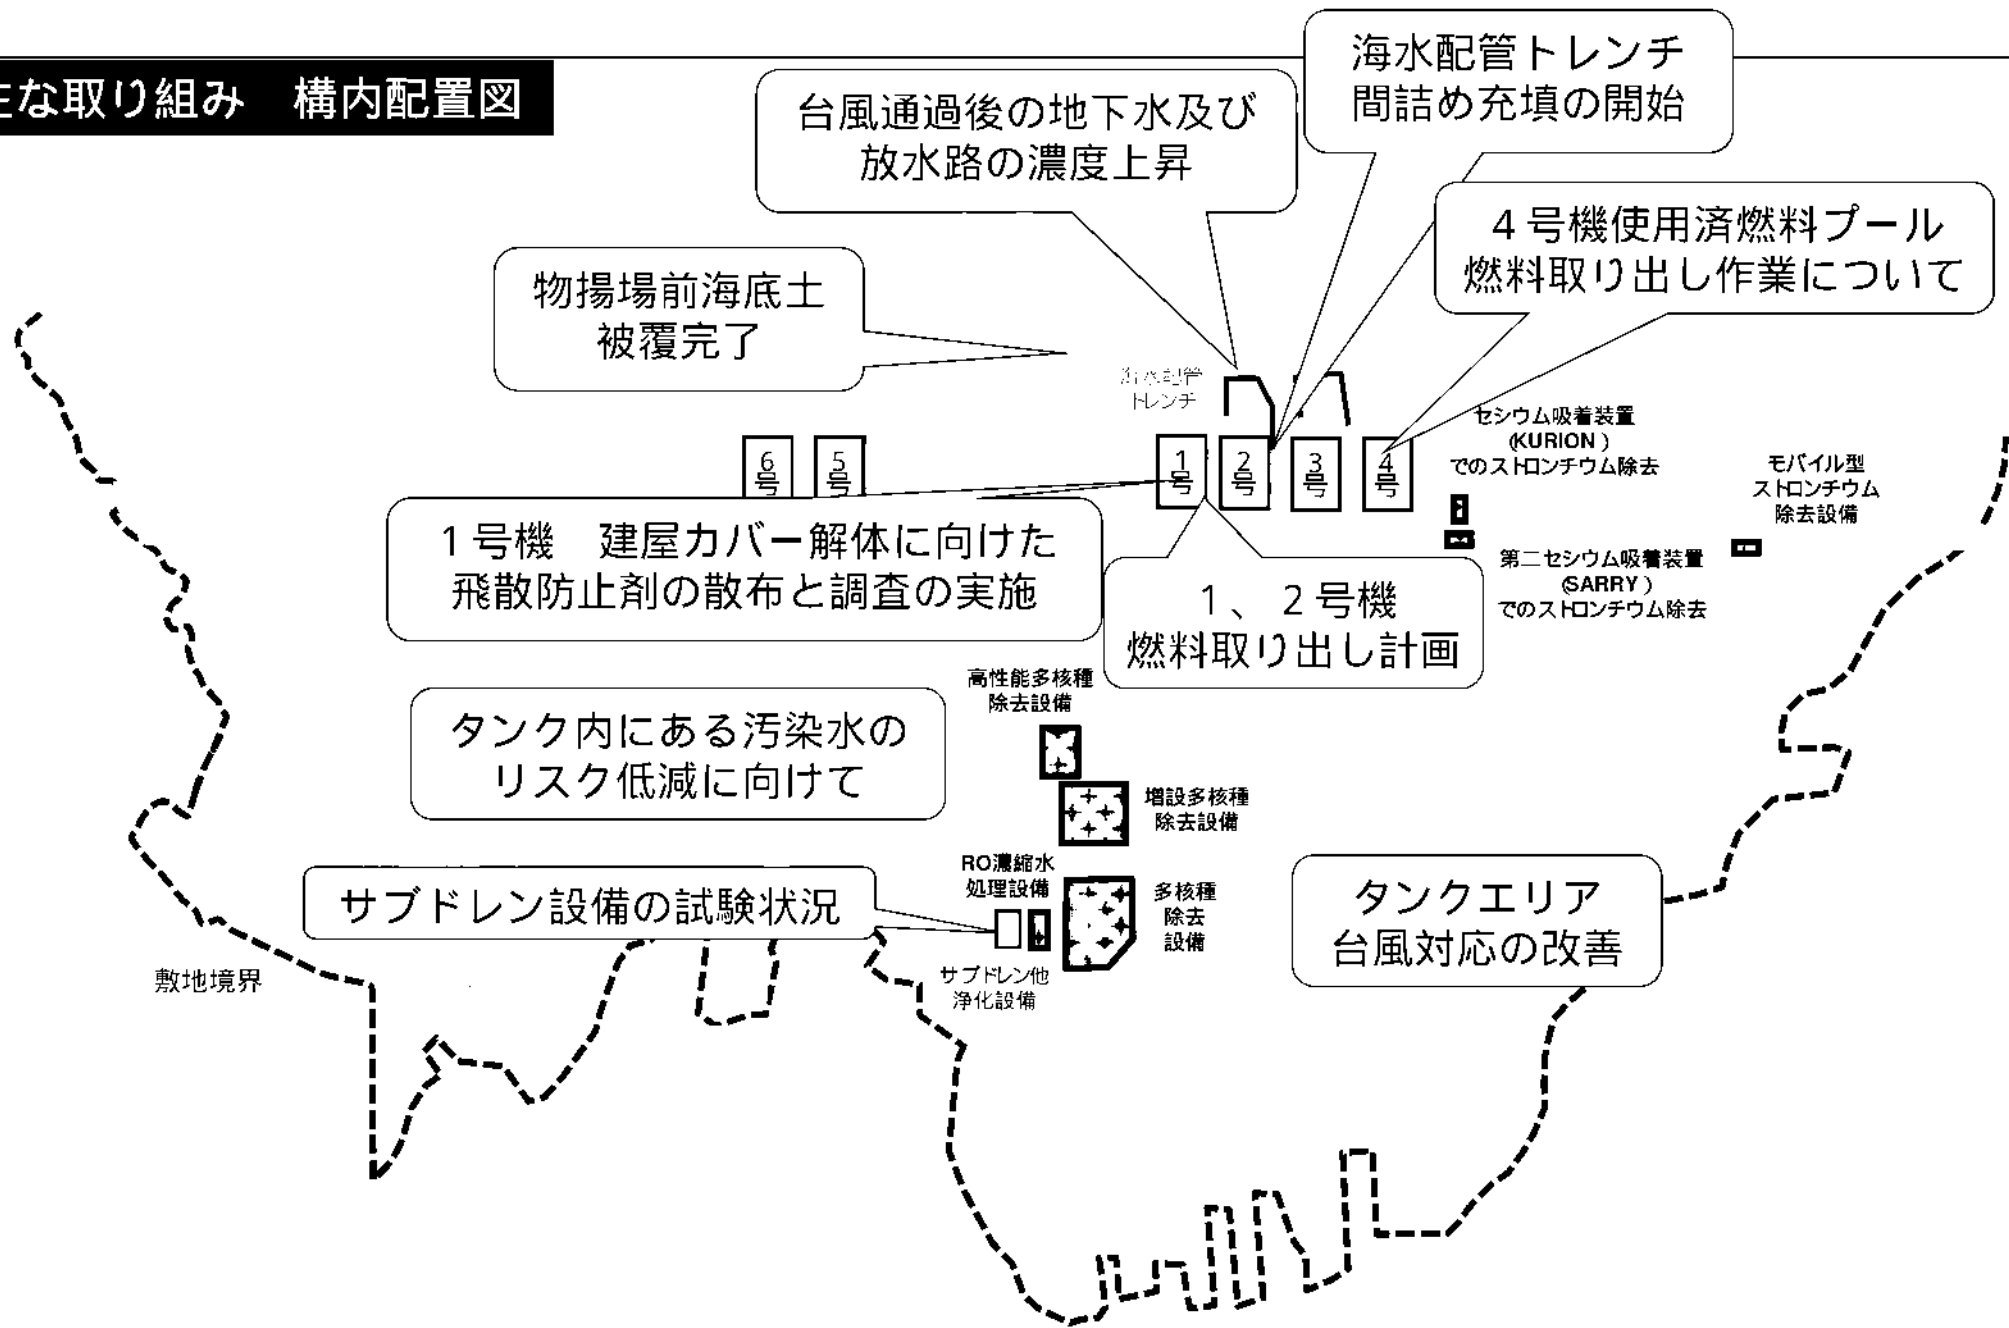 主な取り組み　構内配置図
海水配管トレンチ
間詰め充填の開始
台風通過後の地下水及び
放水路の濃度上昇
４号機使用済燃料プール
燃料取り出し作業について
物揚場前海底土
被覆完了
海水配管
トレンチ
6
号
5
号
1
号
2
号
3
号
4
号
セシウム吸着装置
(KURION)
でのストロンチウム除去
モバイル型
ストロンチウム
除去設備
第二セシウム吸着装置
(SARRY)
でのストロンチウム除去
１号機　建屋カバー解体に向けた
飛散防止剤の散布と調査の実施
１、２号機
燃料取り出し計画
高性能多核種
除去設備
タンク内にある汚染水の
リスク低減に向けて
増設多核種
除去設備
RO濃縮水
処理設備
サブドレン設備の試験状況
多核種
除去
設備
タンクエリア
台風対応の改善
サブドレン他
浄化設備
敷地境界